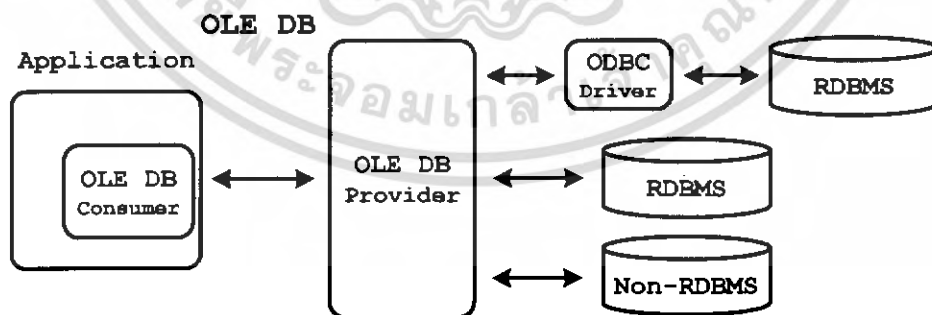 OLE DB
Application
ODBC
Driver
RDBMS
OLE DB
Consumer
OLE DB
Provider
RDBMS
Non-RDBMS